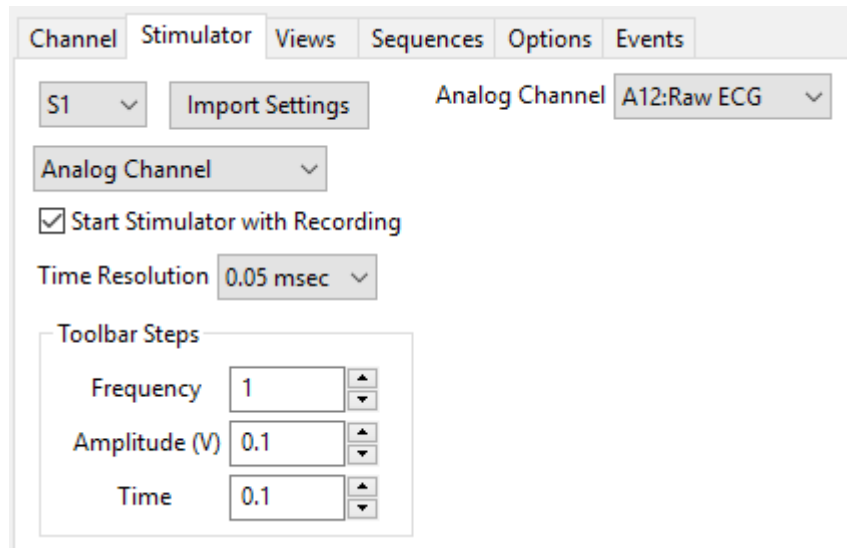 Channel Stimulator Views Sequences Options Events
S1 Import Settings Analog Channel A12:Raw ECG
Analog Channel
Start Stimulator with Recording
Time Resolution 0.05 msec
Toolbar Steps
Frequency 1
Amplitude (V) 0.1
Time 0.1